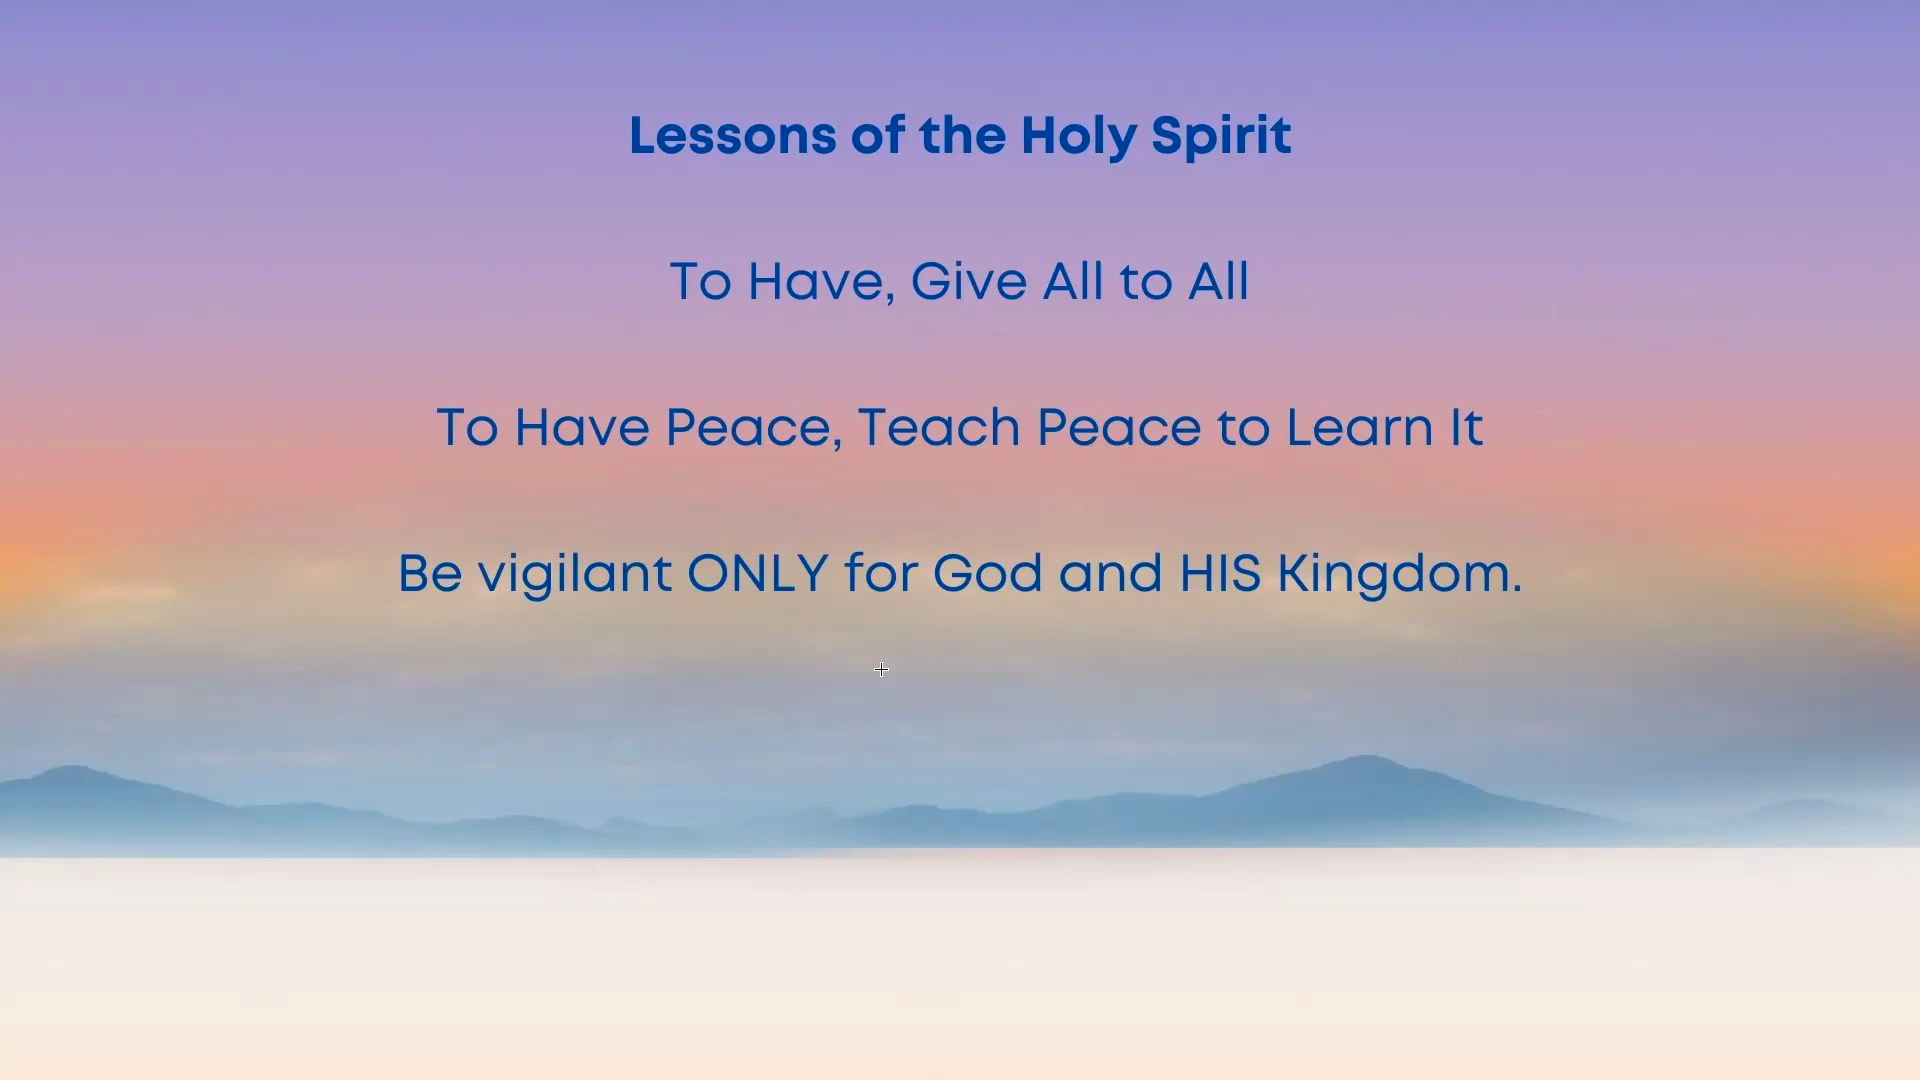 Lessons of the Holy Spirit
To Have, Give All to All
To Have Peace, Teach Peace to Learn It
Be vigilant ONLY for God and HIS Kingdom.